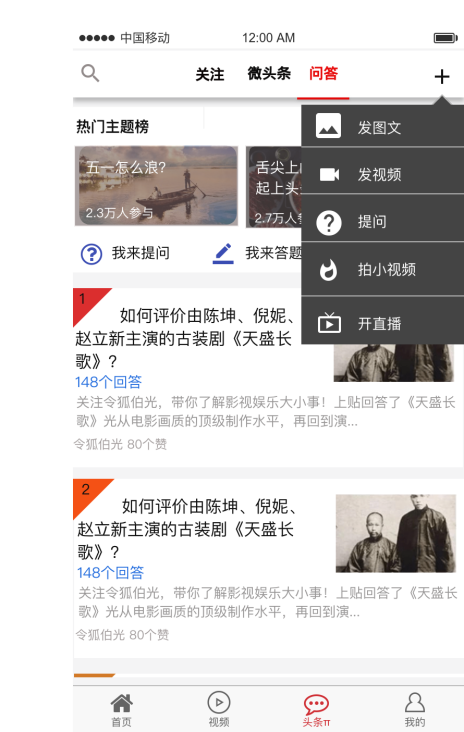 中国移动
12:00 AM
关注
微头条
问答
热门主题榜
五一怎么浪?
2.3万人参与
舌尖上
起上头
2.7万人
我来提问
我来答题
发图文
发视频
提问
拍小视频
开直播
1
如何评价由陈坤、倪妮、
赵立新主演的古装剧《天盛长
歌》?
148个回答
关注令狐伯光，带你了解影视娱乐大小事！上贴回答了《天盛长
歌》光从电影画质的顶级制作水平，再回到演...
令狐伯光 80个赞
2
如何评价由陈坤、倪妮、
赵立新主演的古装剧《天盛长
歌》?
148个回答
关注令狐伯光，带你了解影视娱乐大小事！上贴回答了《天盛长
歌》光从电影画质的顶级制作水平，再回到演...
令狐伯光 80个赞
首页
视频
头条π
我的